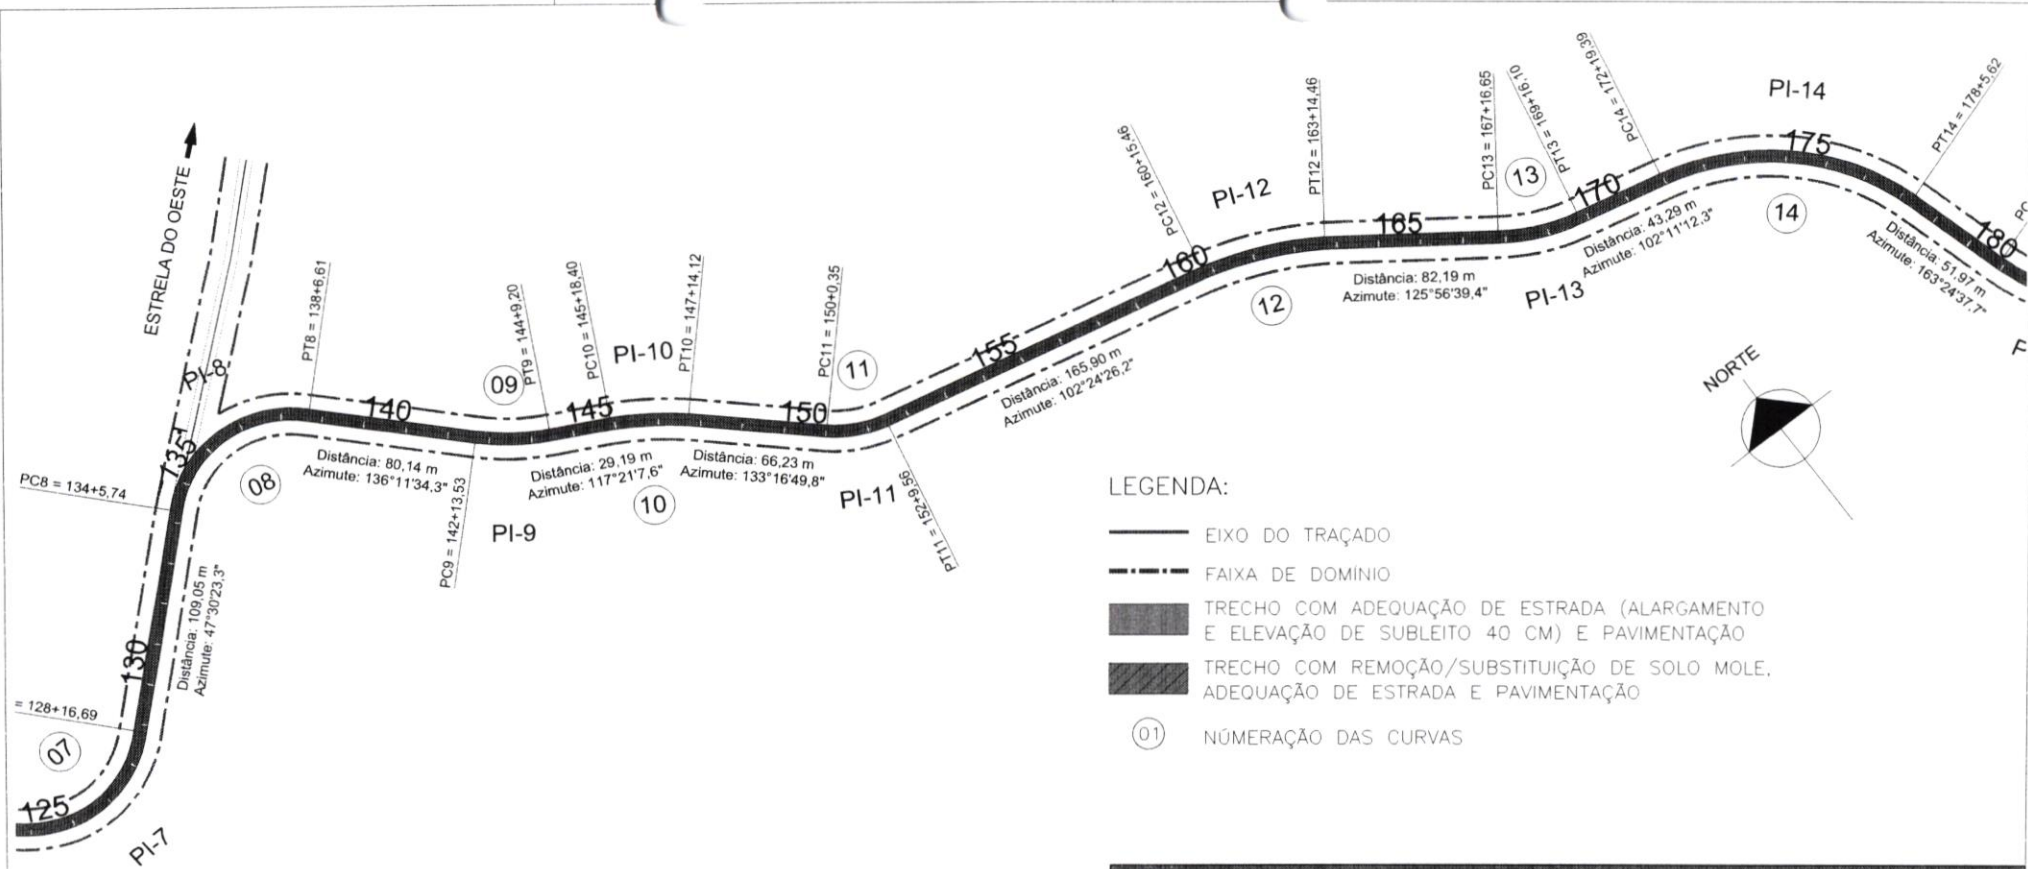 ESTRELA DO OESTE
PI-8
PT8 = 138+6,61
PC8 = 134+5,74
135
08
130
Distância: 109,05 m
Azimute: 47°30'23,3"
= 128+16,69
07
125
PI-7
140
Distância: 80,14 m
Azimute: 136°11'34,3"
PC9 = 142+13,53
PI-9
09
PT9 = 144+9,20
145
Distância: 29,19 m
Azimute: 117°21'7,6"
PC10 = 145+18,40
PI-10
10
PT10 = 147+14,12
Distância: 66,23 m
Azimute: 133°16'49,8"
150
PC11 = 150+0,35
11
PI-11
PT11 = 152+9,56
155
Distância: 165,90 m
Azimute: 102°24'26,2"
160
PC12 = 160+15,46
PI-12
12
PT12 = 163+14,46
165
Distância: 82,19 m
Azimute: 125°56'39,4"
PC13 = 167+16,65
13
PT13 = 169+16,10
PI-13
170
Distância: 43,29 m
Azimute: 102°11'12,3"
PC14 = 172+19,39
PI-14
175
14
PT14 = 178+5,62
180
Distância: 51,97 m
Azimute: 163°24'37,7"
PC
NORTE
LEGENDA:
EIXO DO TRAÇADO
FAIXA DE DOMÍNIO
TRECHO COM ADEQUAÇÃO DE ESTRADA (ALARGAMENTO
E ELEVAÇÃO DE SUBLEITO 40 CM) E PAVIMENTAÇÃO
TRECHO COM REMOÇÃO/SUBSTITUIÇÃO DE SOLO MOLE,
ADEQUAÇÃO DE ESTRADA E PAVIMENTAÇÃO
01
NÚMERAÇÃO DAS CURVAS